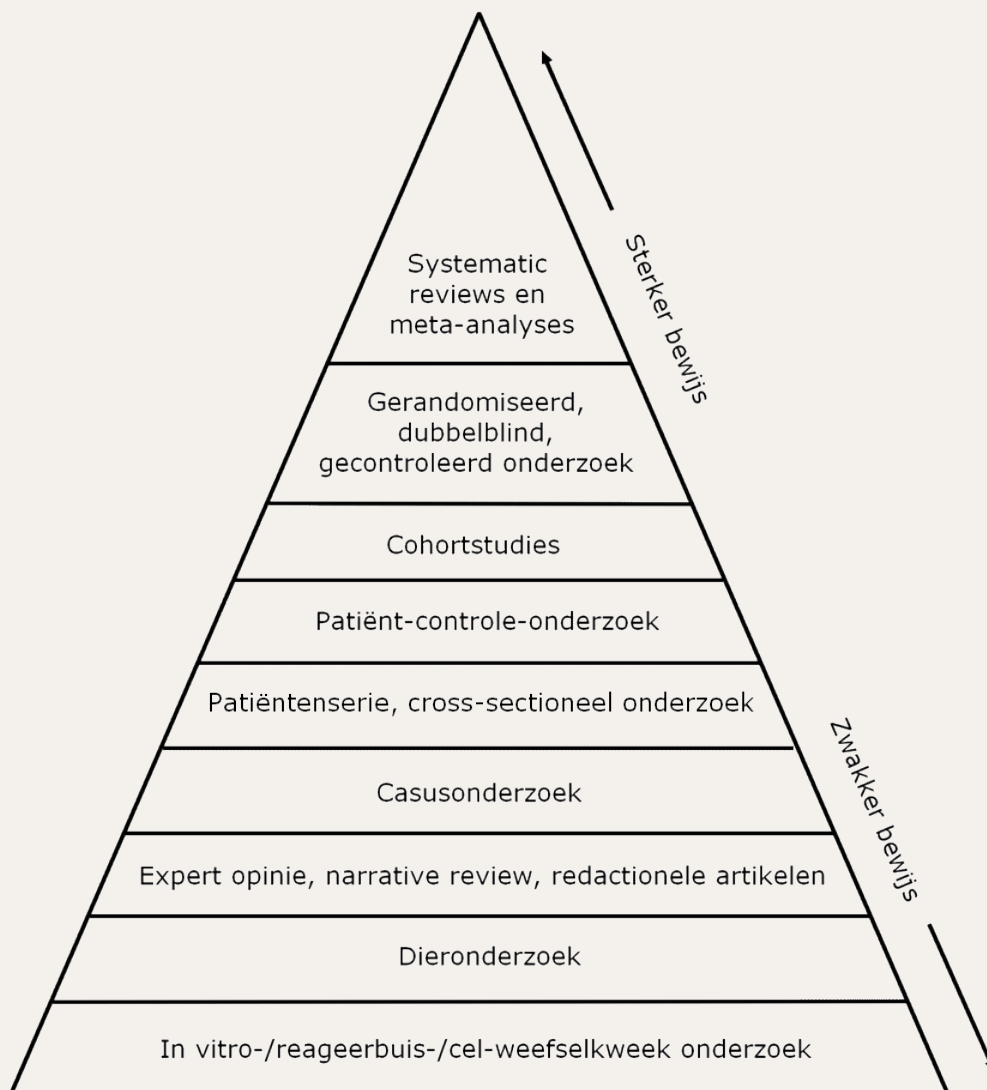 Systematic
reviews en
meta-analyses
Sterker bewijs
Gerandomiseerd,
dubbelblind,
gecontroleerd onderzoek
Cohortstudies
Patiënt-controle-onderzoek
Patiëntenserie, cross-sectioneel onderzoek
Zwakker bewijs
Casusonderzoek
Expert opinie, narrative review, redactionele artikelen
Dieronderzoek
In vitro-/reageerbuis-/cel-weefselkweek onderzoek